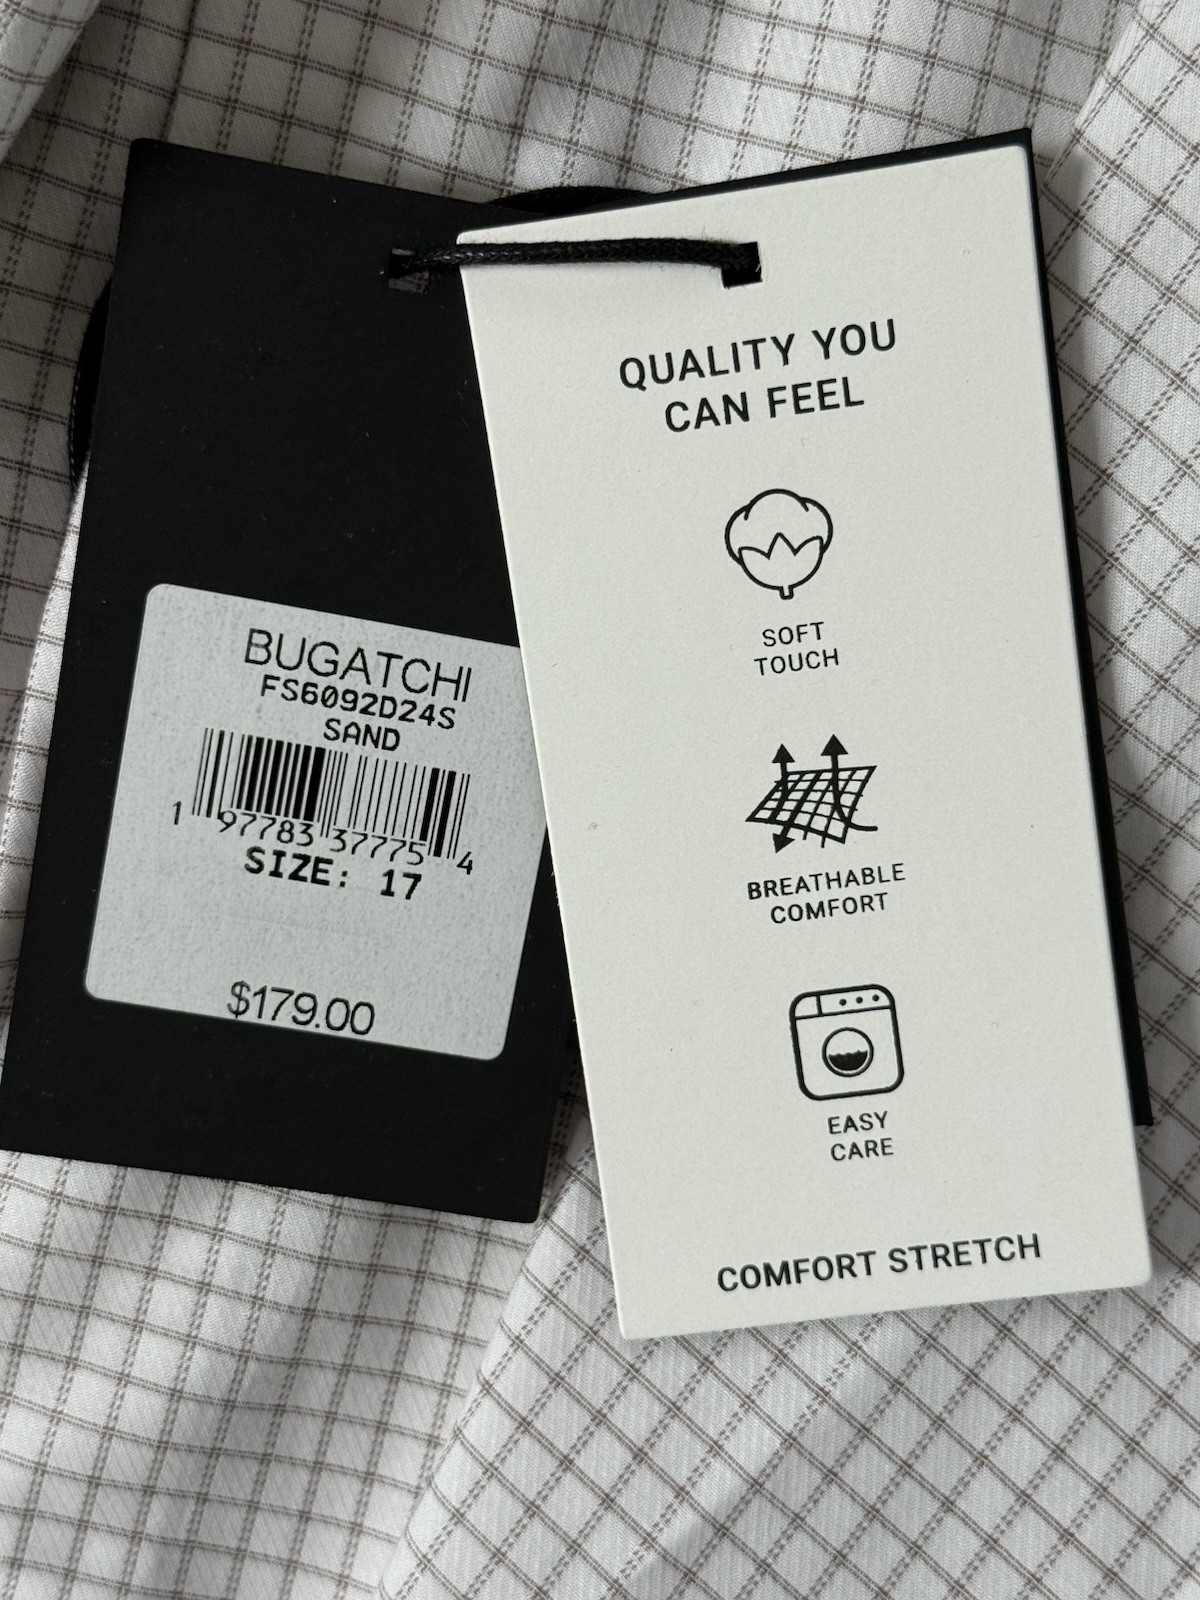 BUGATCHI
FS6092D24S
SAND
1 97783 37775 4
SIZE: 17
$179.00
QUALITY YOU
CAN FEEL
SOFT
TOUCH
BREATHABLE
COMFORT
EASY
CARE
COMFORT STRETCH